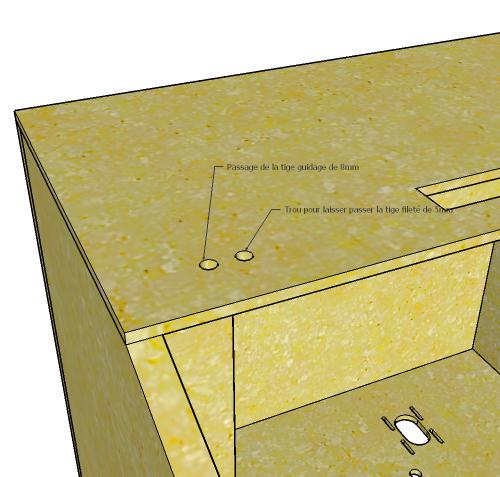 Passage de la tige guidage de 8mm
Trou pour laisser passer la tige fileté de 5mm